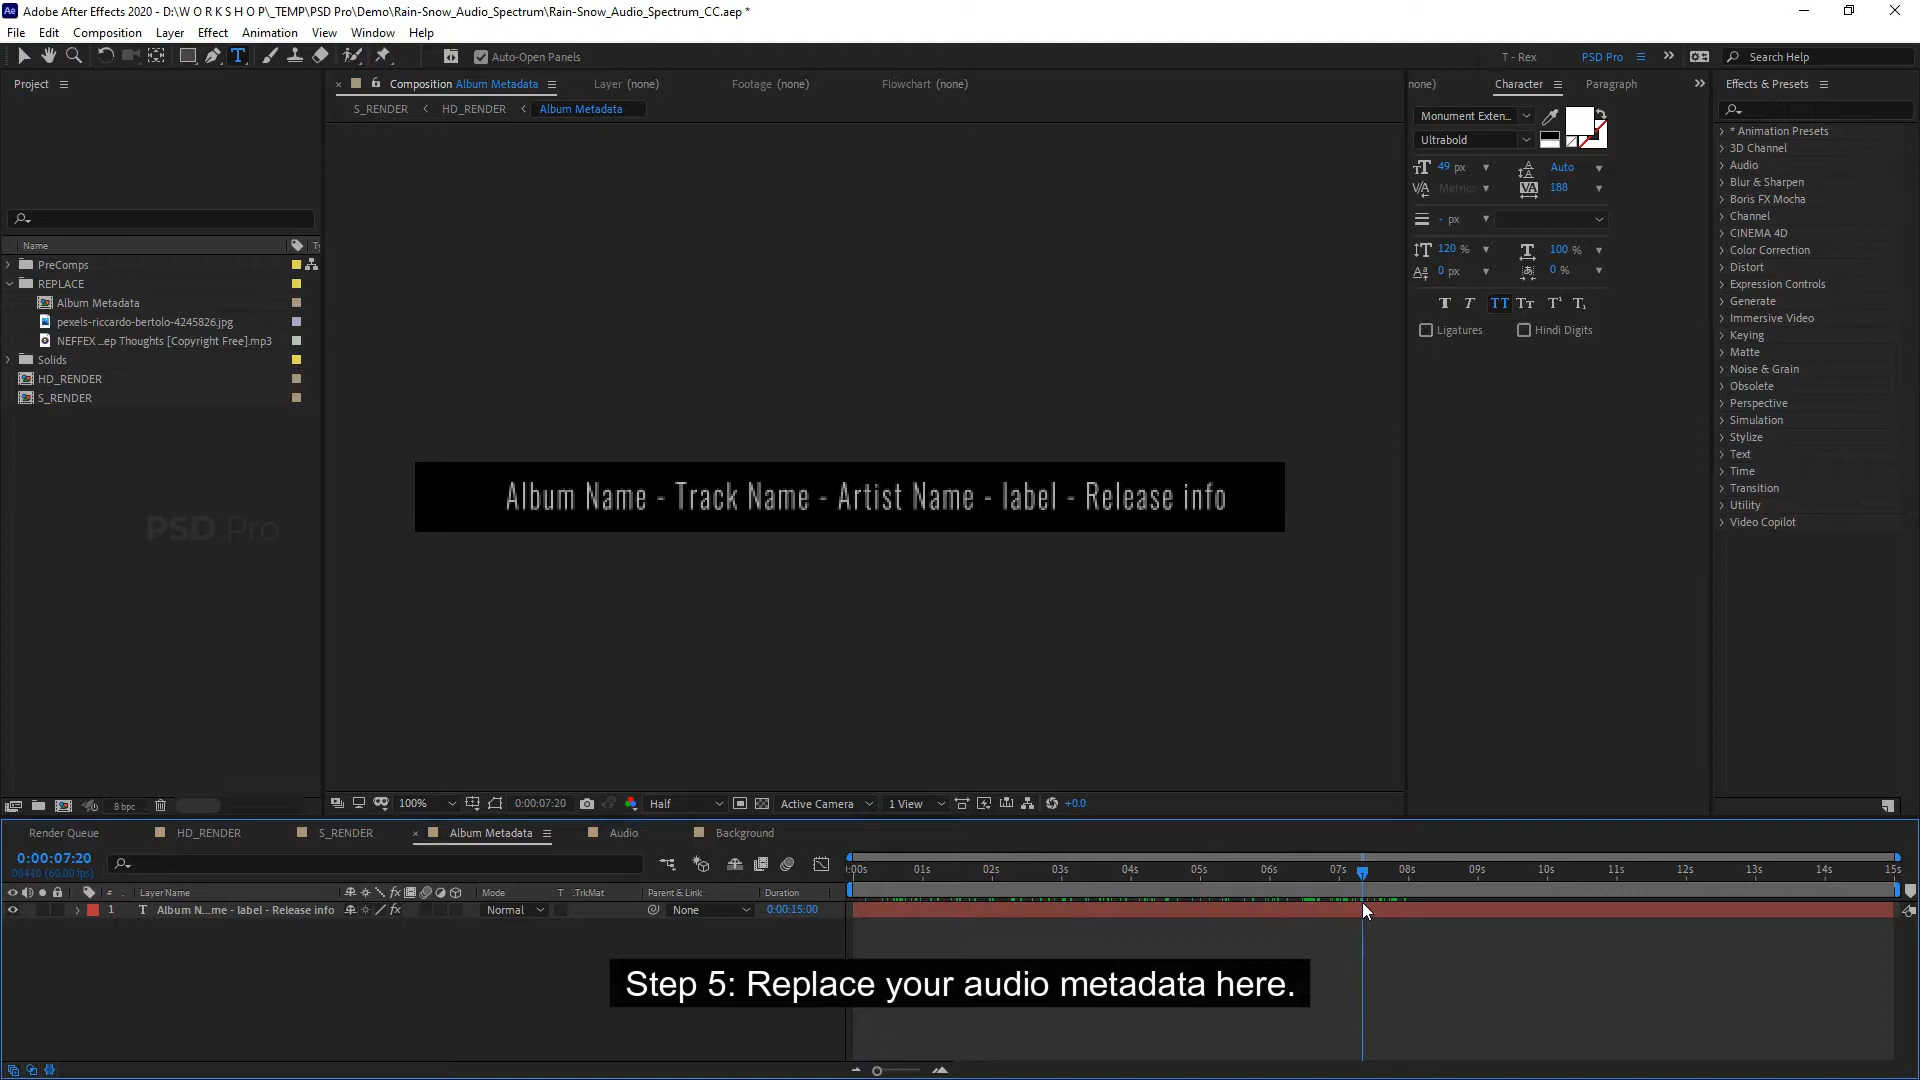 Adobe After Effects 2020 - D:\W O R K S H O P\_TEMP\PSD Pro\Demo\Rain-Snow_Audio_Spectrum\Rain-Snow_Audio_Spectrum_CC.aep *
File Edit Composition Layer Effect Animation View Window Help
Auto-Open Panels T - Rex PSD Pro Search Help
Project
Composition Album Metadata Layer (none) Footage (none) Flowchart (none)
none) Character Paragraph
Effects & Presets
S_RENDER HD_RENDER Album Metadata
Monument Exten...
Ultrabold
49 px Auto
Metrics 188
- px
120 % 100 %
0 px 0 %
Ligatures Hindi Digits
* Animation Presets
3D Channel
Audio
Blur & Sharpen
Boris FX Mocha
Channel
CINEMA 4D
Color Correction
Distort
Expression Controls
Generate
Immersive Video
Keying
Matte
Noise & Grain
Obsolete
Perspective
Simulation
Stylize
Text
Time
Transition
Utility
Video Copilot
Name Ty
PreComps
REPLACE
Album Metadata
pexels-riccardo-bertolo-4245826.jpg
NEFFEX ...ep Thoughts [Copyright Free].mp3
Solids
HD_RENDER
S_RENDER
PSD Pro
Album Name - Track Name - Artist Name - label - Release info
8 bpc
100% 0:00:07:20 Half Active Camera 1 View +0.0
Render Queue HD_RENDER S_RENDER Album Metadata Audio Background
0:00:07:20
00440 (60.00 fps)
:00s 01s 02s 03s 04s 05s 06s 07s 08s 09s 10s 11s 12s 13s 14s 15s
# Layer Name Mode T .TrkMat Parent & Link Duration
1 T Album N...me - label - Release info Normal None 0:00:15:00
Step 5: Replace your audio metadata here.